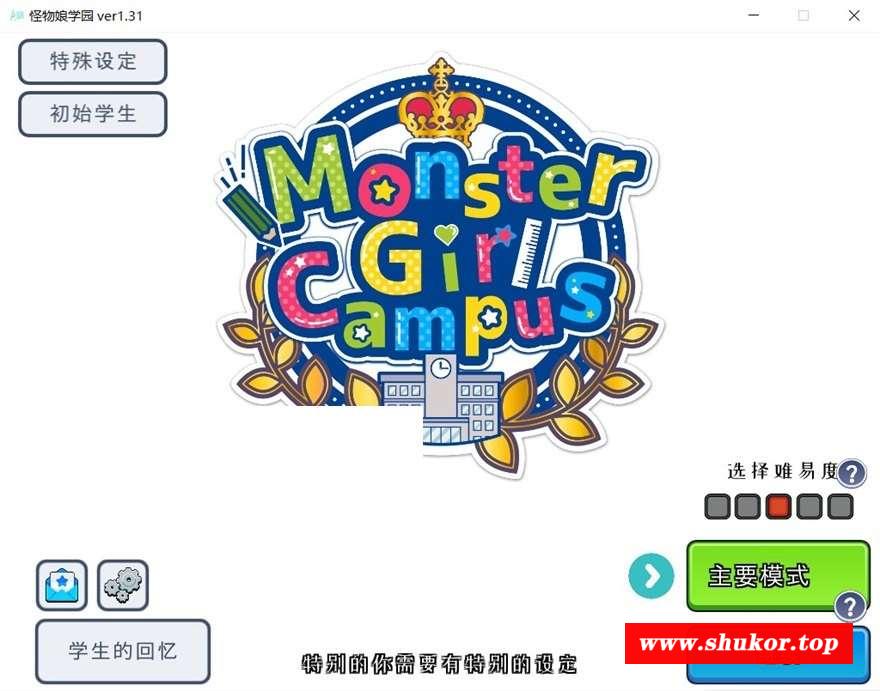 怪物娘学园 ver1.31
特殊设定
初始学生
Monster
Girls
Campus
选择难易度
?
主要模式
?
学生的回忆
特别的你需要有特别的设定
www.shukor.top